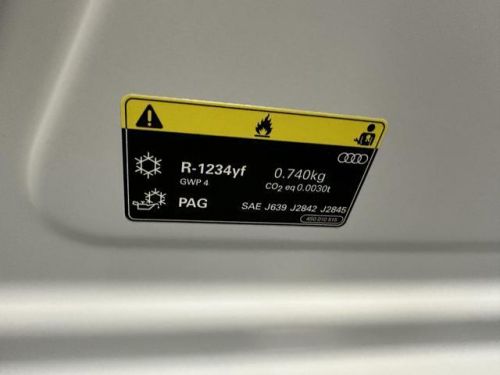 R-1234yf 0.740kg
GWP 4 CO2 eq 0.0030t
PAG SAE J639 J2842 J2845